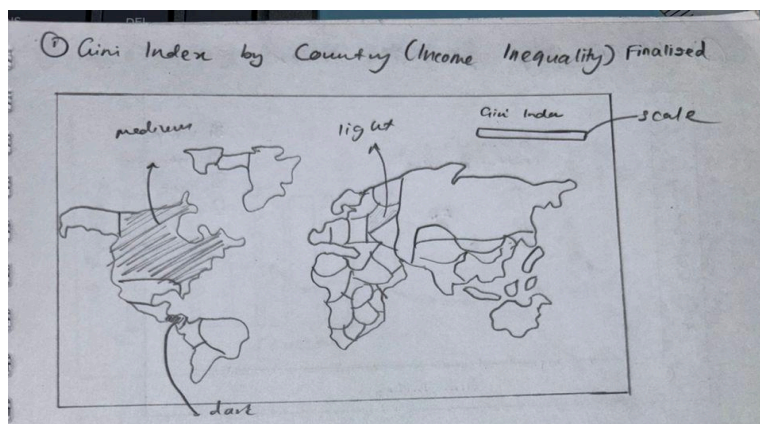 ① Gini Index by Country (Income Inequality) Finalised
Gini Index
scale
medium
light
dark